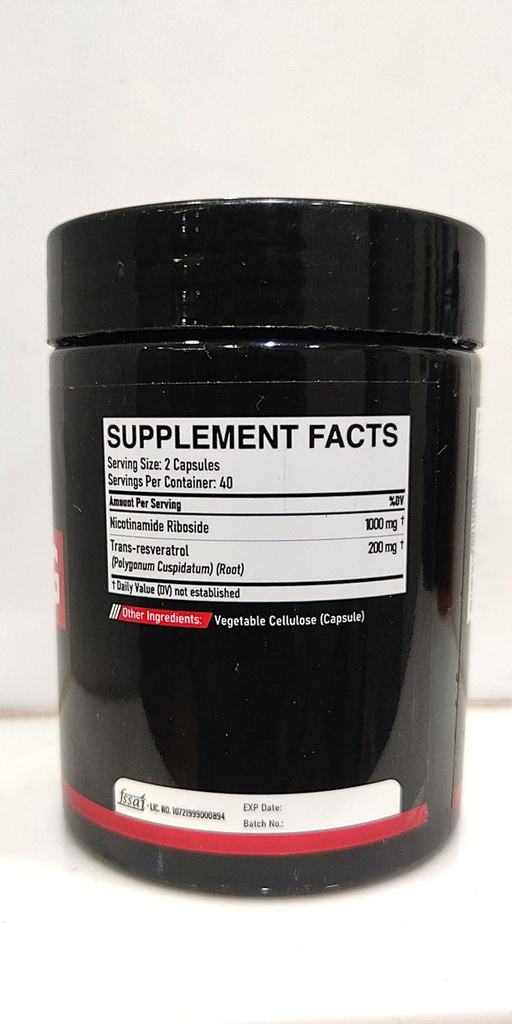 SUPPLEMENT FACTS
Serving Size: 2 Capsules
Servings Per Container: 40
Amount Per Serving %DV
Nicotinamide Riboside 1000 mg †
Trans-resveratrol 200 mg †
(Polygonum Cuspidatum) (Root)
† Daily Value (DV) not established
Other Ingredients: Vegetable Cellulose (Capsule)
fssai - LIC. NO. 10721999000894
EXP Date:
Batch No.: